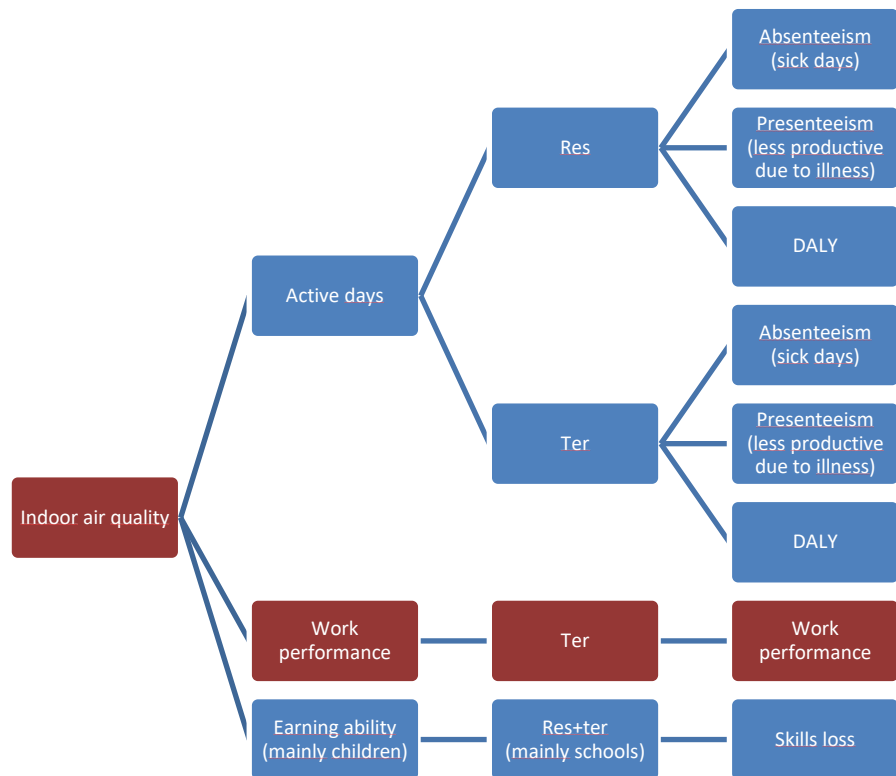 Absenteeism
(sick days)
Res
Presenteeism
(less productive
due to illness)
DALY
Active days
Absenteeism
(sick days)
Ter
Presenteeism
(less productive
due to illness)
Indoor air quality
DALY
Work
performance
Ter
Work
performance
Earning ability
(mainly children)
Res+ter
(mainly schools)
Skills loss